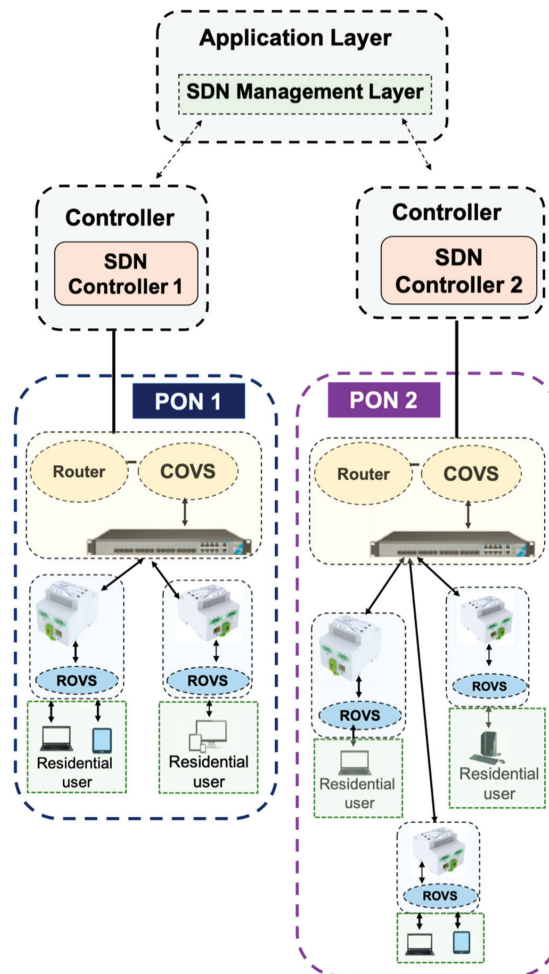 Application Layer
SDN Management Layer
Controller
SDN
Controller 1
Controller
SDN
Controller 2
PON 1
Router
COVS
ROVS
ROVS
Residential
user
Residential
user
PON 2
Router
COVS
ROVS
ROVS
Residential
user
Residential
user
ROVS